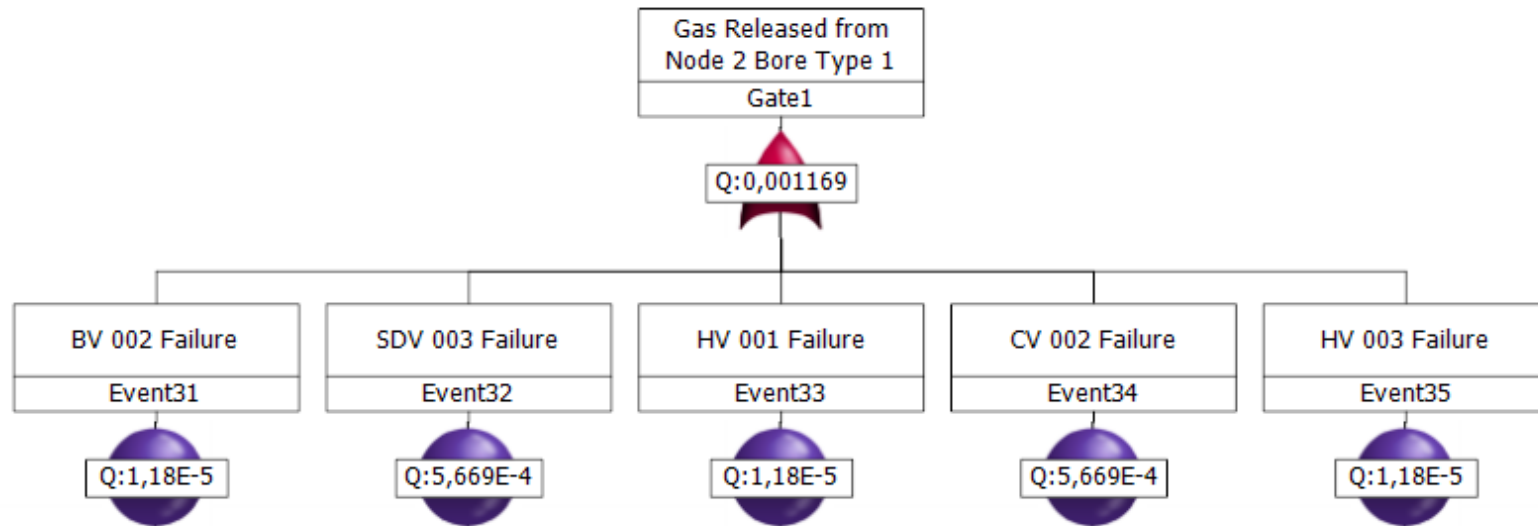 Gas Released from
Node 2 Bore Type 1
Gate1
Q:0,001169
BV 002 Failure
SDV 003 Failure
HV 001 Failure
CV 002 Failure
HV 003 Failure
Event31
Event32
Event33
Event34
Event35
Q:1,18E-5
Q:5,669E-4
Q:1,18E-5
Q:5,669E-4
Q:1,18E-5